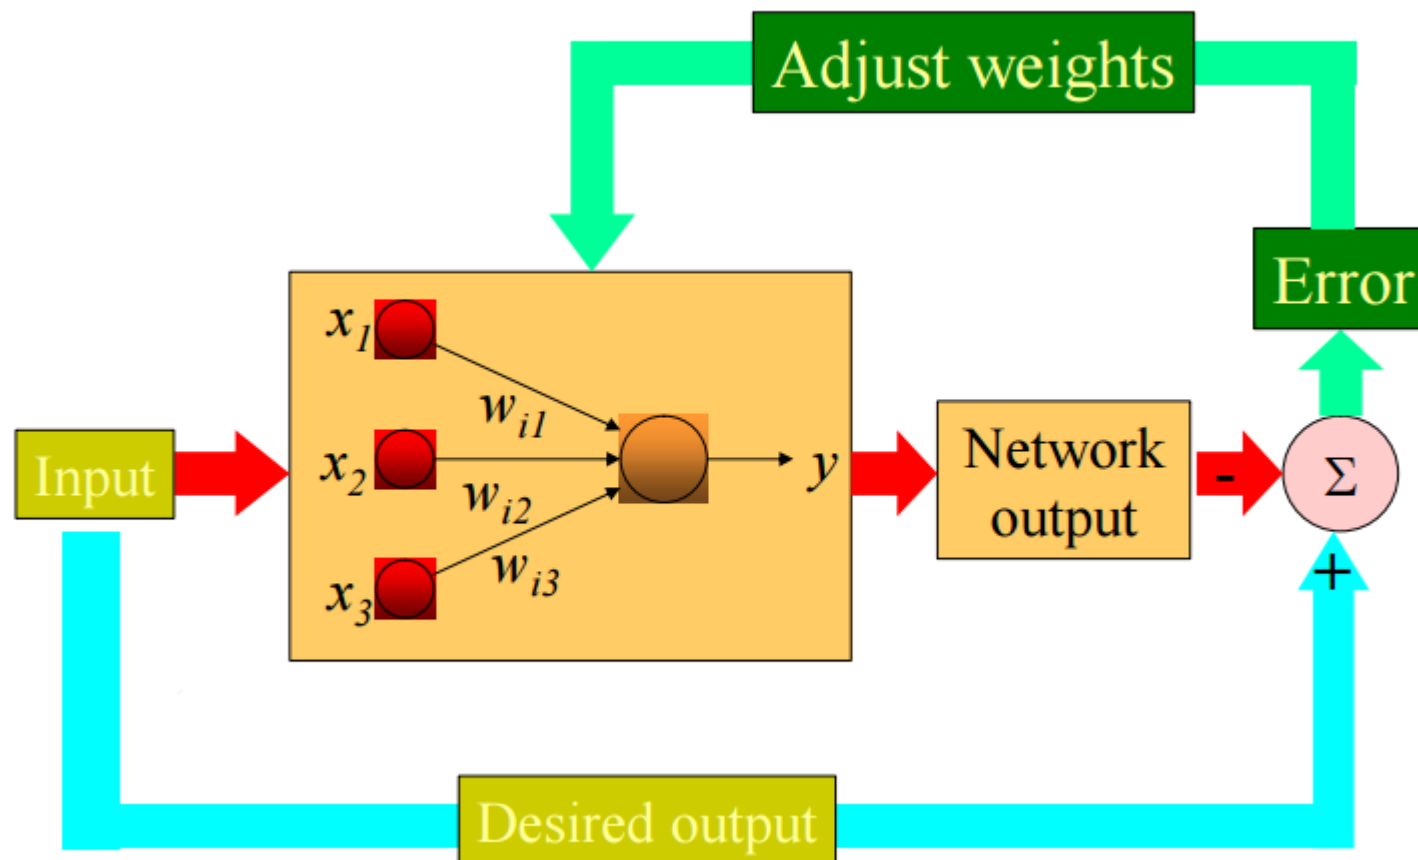 Adjust weights
Error
x1
wi1
Input
x2
wi2
y
Network
output
-
Σ
x3
wi3
+
Desired output